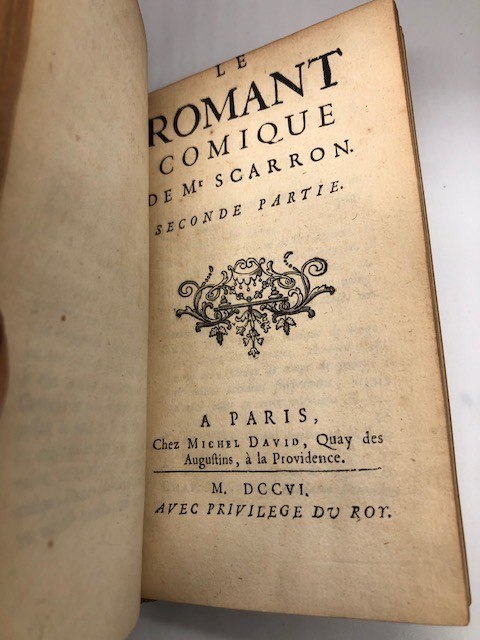 LE
ROMANT
COMIQUE
DE Mr SCARRON.
SECONDE PARTIE.
A PARIS,
Chez MICHEL DAVID, Quay des
Auguſtins, à la Providence.
M. DCCVI.
AVEC PRIVILEGE DU ROY.